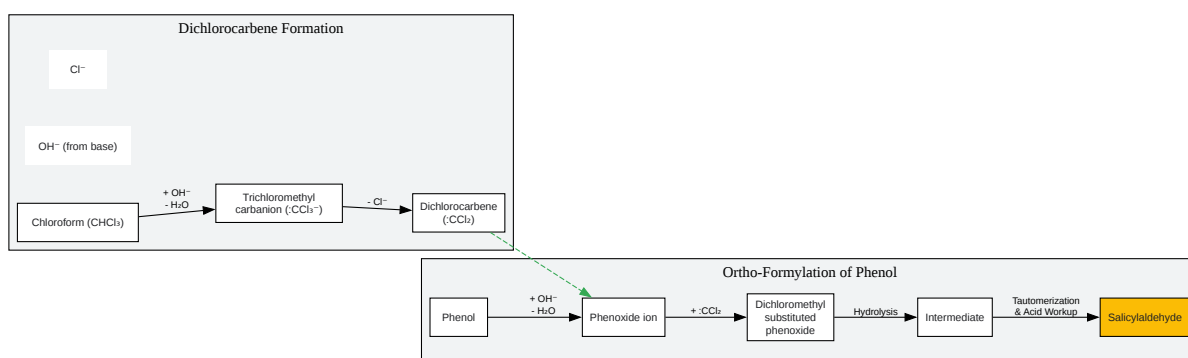 Dichlorocarbene Formation
Cl⁻
OH⁻ (from base)
Chloroform (CHCl₃)
+ OH⁻
- H₂O
Trichloromethyl
carbanion (:CCl₃⁻)
- Cl⁻
Dichlorocarbene
(:CCl₂)
Ortho-Formylation of Phenol
Phenol
+ OH⁻
- H₂O
Phenoxide ion
+ :CCl₂
Dichloromethyl
substituted
phenoxide
Hydrolysis
Intermediate
Tautomerization
& Acid Workup
Salicylaldehyde